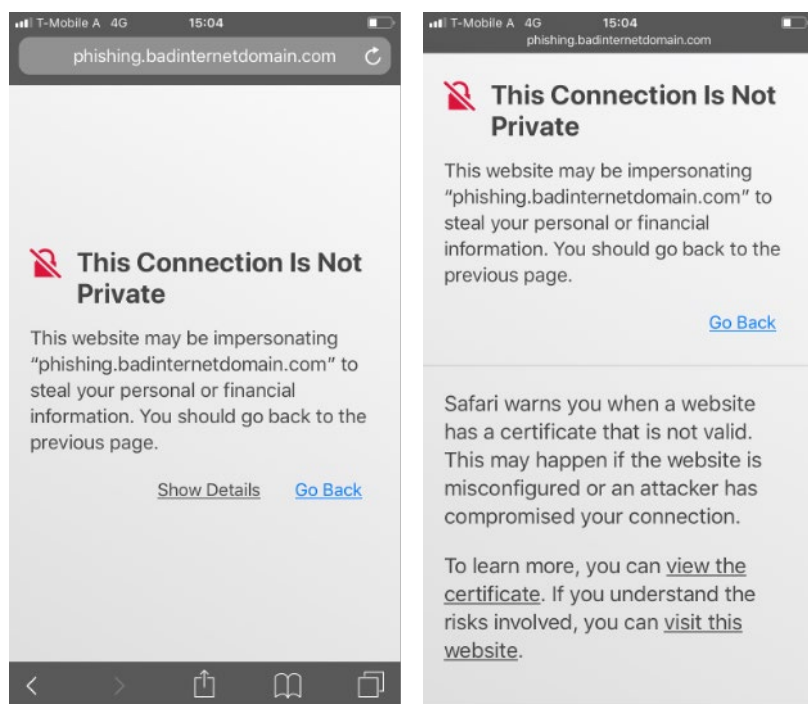 T-Mobile A 4G 15:04
phishing.badinternetdomain.com
This Connection Is Not
Private
This website may be impersonating
“phishing.badinternetdomain.com” to
steal your personal or financial
information. You should go back to the
previous page.
Show Details Go Back
T-Mobile A 4G 15:04
phishing.badinternetdomain.com
This Connection Is Not
Private
This website may be impersonating
“phishing.badinternetdomain.com” to
steal your personal or financial
information. You should go back to the
previous page.
Go Back
Safari warns you when a website
has a certificate that is not valid.
This may happen if the website is
misconfigured or an attacker has
compromised your connection.
To learn more, you can view the
certificate. If you understand the
risks involved, you can visit this
website.